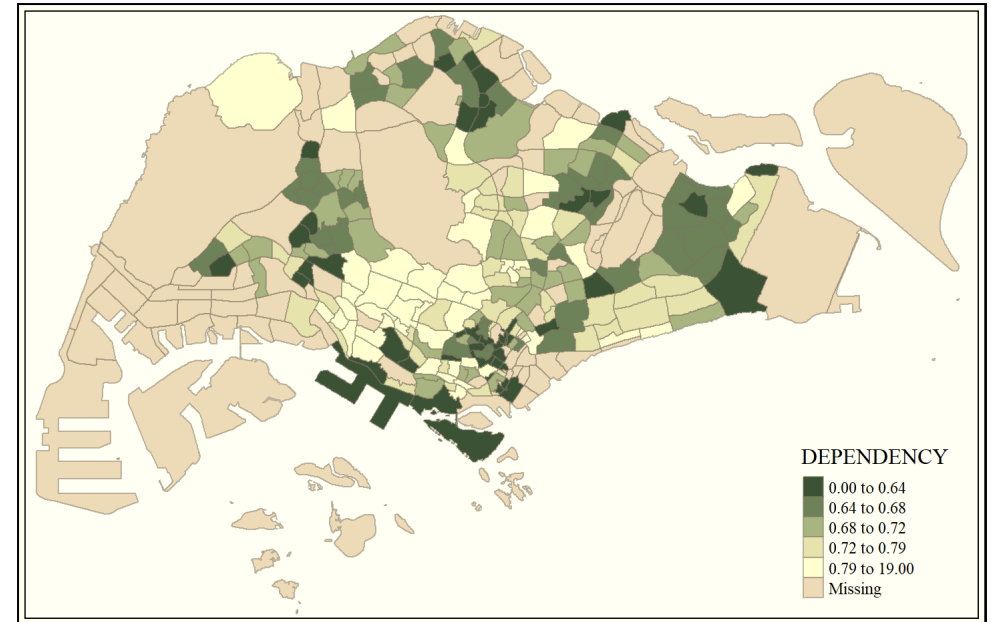 DEPENDENCY
0.00 to 0.64
0.64 to 0.68
0.68 to 0.72
0.72 to 0.79
0.79 to 19.00
Missing